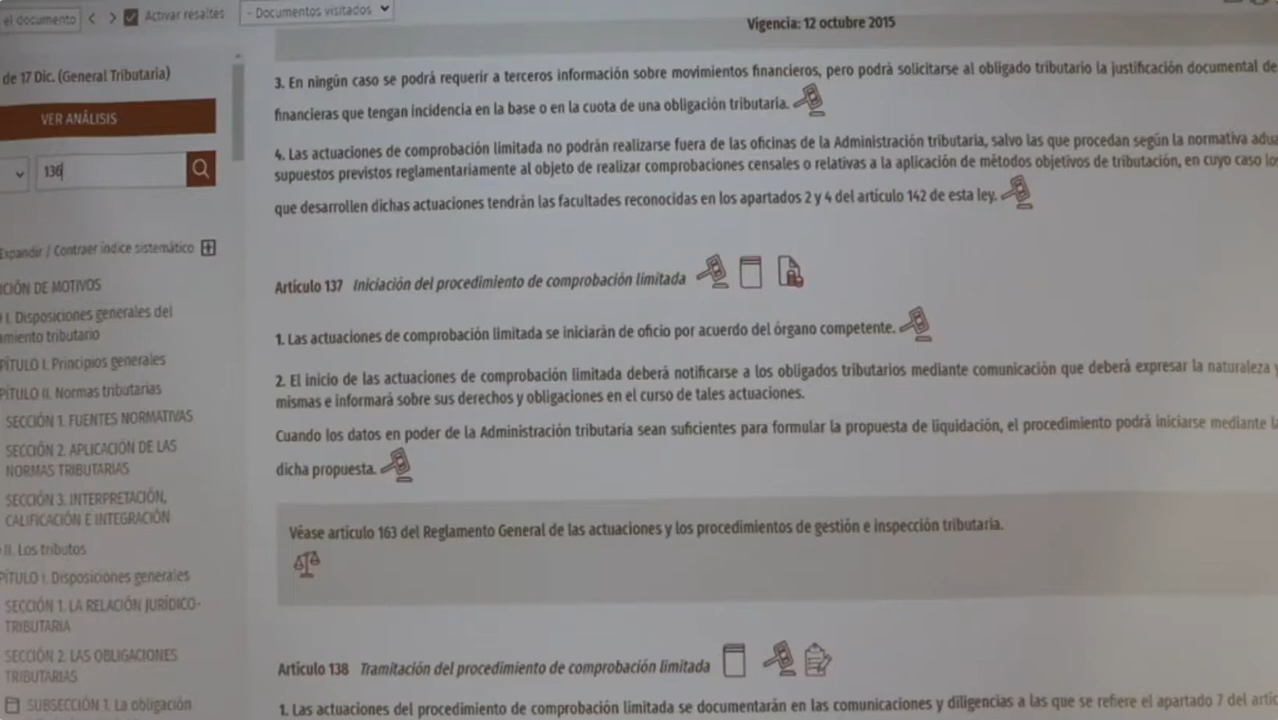 el documento
Activar resaltes
- Documentos visitados
Vigencia: 12 octubre 2015
de 17 Dic. (General Tributaria)
VER ANÁLISIS
136
Expandir / Contraer índice sistemático
CIÓN DE MOTIVOS
I. Disposiciones generales del
amiento tributario
PÍTULO I. Principios generales
PÍTULO II. Normas tributarias
SECCIÓN 1. FUENTES NORMATIVAS
SECCIÓN 2. APLICACIÓN DE LAS
NORMAS TRIBUTARIAS
SECCIÓN 3. INTERPRETACIÓN,
CALIFICACIÓN E INTEGRACIÓN
II. Los tributos
PÍTULO I. Disposiciones generales
SECCIÓN 1. LA RELACIÓN JURÍDICO-
TRIBUTARIA
SECCIÓN 2. LAS OBLIGACIONES
TRIBUTARIAS
SUBSECCIÓN 1. La obligación
3. En ningún caso se podrá requerir a terceros información sobre movimientos financieros, pero podrá solicitarse al obligado tributario la justificación documental de
financieras que tengan incidencia en la base o en la cuota de una obligación tributaria.
4. Las actuaciones de comprobación limitada no podrán realizarse fuera de las oficinas de la Administración tributaria, salvo las que procedan según la normativa adua
supuestos previstos reglamentariamente al objeto de realizar comprobaciones censales o relativas a la aplicación de métodos objetivos de tributación, en cuyo caso lo
que desarrollen dichas actuaciones tendrán las facultades reconocidas en los apartados 2 y 4 del artículo 142 de esta ley.
Artículo 137 Iniciación del procedimiento de comprobación limitada
1. Las actuaciones de comprobación limitada se iniciarán de oficio por acuerdo del órgano competente.
2. El inicio de las actuaciones de comprobación limitada deberá notificarse a los obligados tributarios mediante comunicación que deberá expresar la naturaleza y
mismas e informará sobre sus derechos y obligaciones en el curso de tales actuaciones.
Cuando los datos en poder de la Administración tributaria sean suficientes para formular la propuesta de liquidación, el procedimiento podrá iniciarse mediante la
dicha propuesta.
Véase artículo 163 del Reglamento General de las actuaciones y los procedimientos de gestión e inspección tributaria.
Artículo 138 Tramitación del procedimiento de comprobación limitada
1. Las actuaciones del procedimiento de comprobación limitada se documentarán en las comunicaciones y diligencias a las que se refiere el apartado 7 del artíc